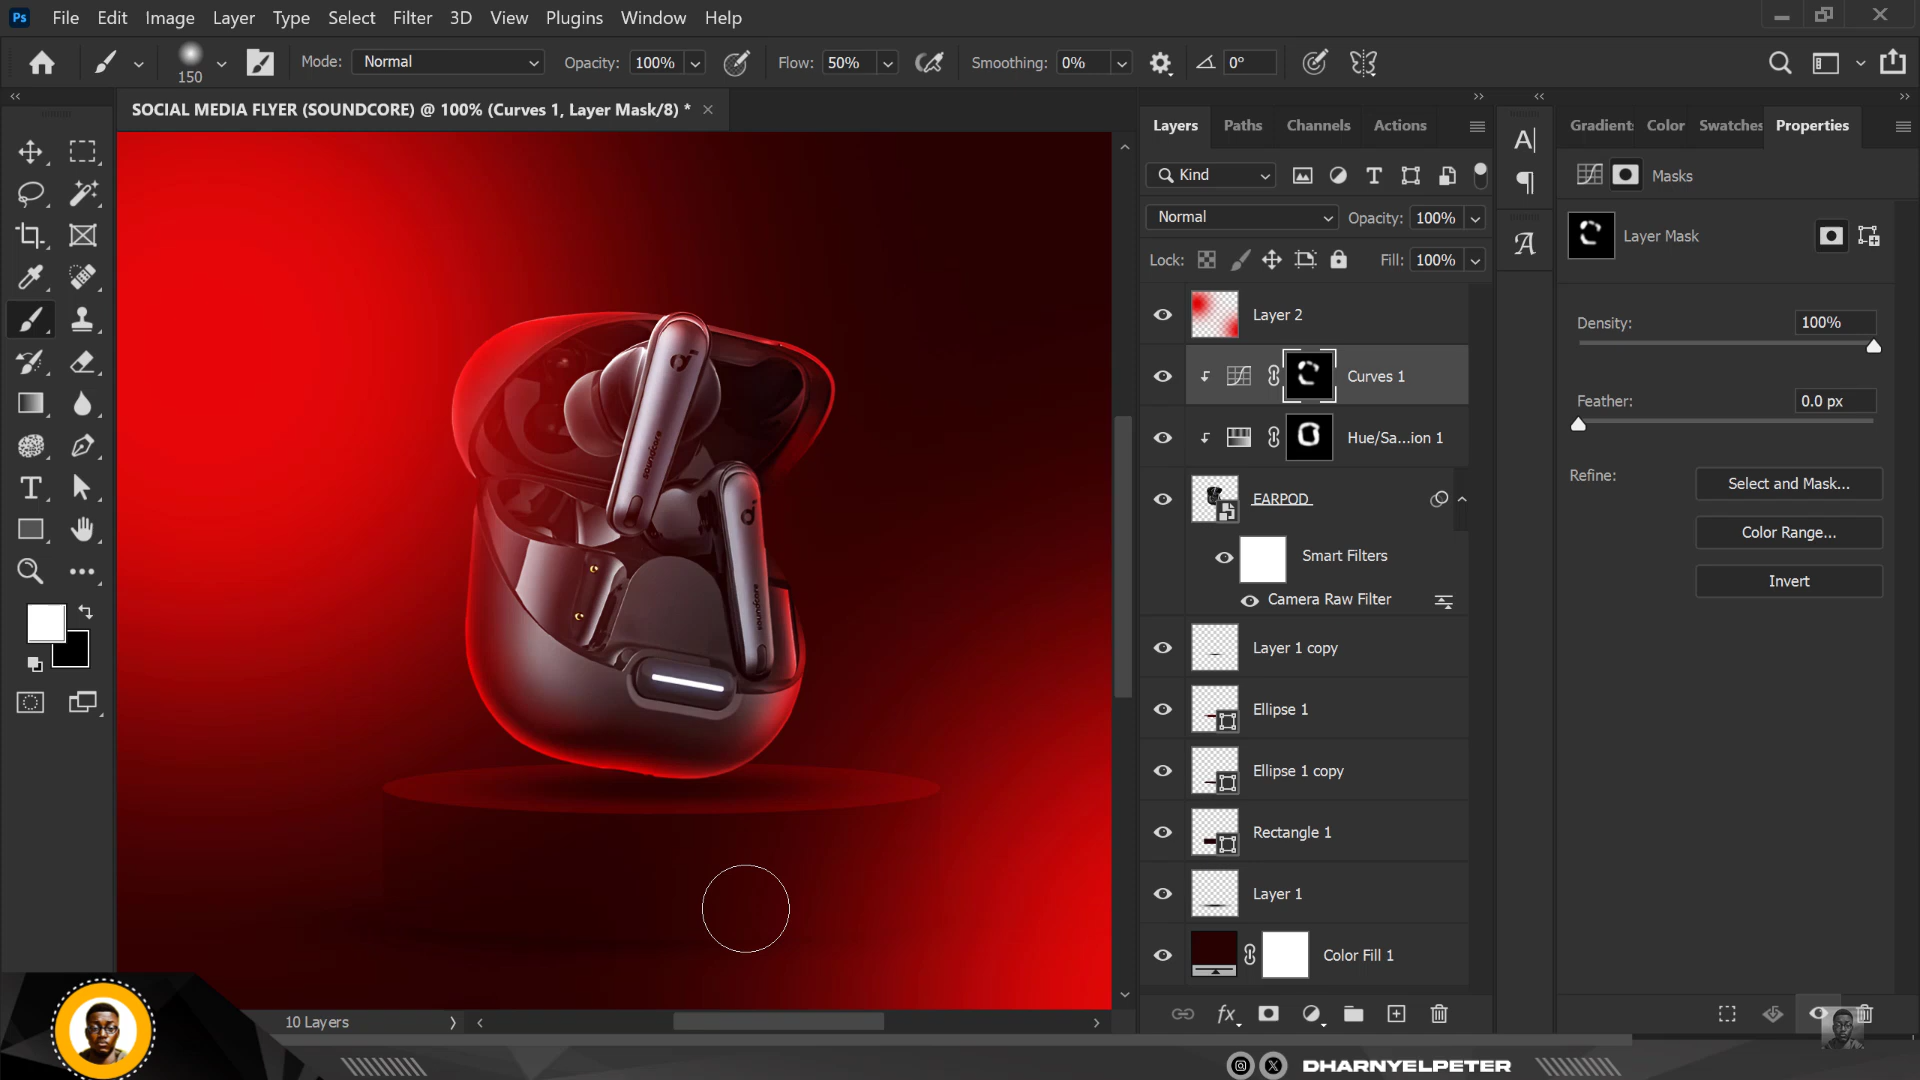 Ps File Edit Image Layer Type Select Filter 3D View Plugins Window Help
150 Mode: Normal Opacity: 100% Flow: 50% Smoothing: 0% 0°
SOCIAL MEDIA FLYER (SOUNDCORE) @ 100% (Curves 1, Layer Mask/8) *
Layers Paths Channels Actions
Gradients Color Swatches Properties
Kind
Masks
Normal Opacity: 100%
Layer Mask
Lock: Fill: 100%
Layer 2
Density: 100%
Curves 1
Feather: 0.0 px
Hue/Sa...ion 1
Refine: Select and Mask...
EARPOD
Color Range...
Smart Filters
Invert
Camera Raw Filter
Layer 1 copy
Ellipse 1
Ellipse 1 copy
Rectangle 1
Layer 1
Color Fill 1
soundcore
soundcore
10 Layers
DHARNYELPETER